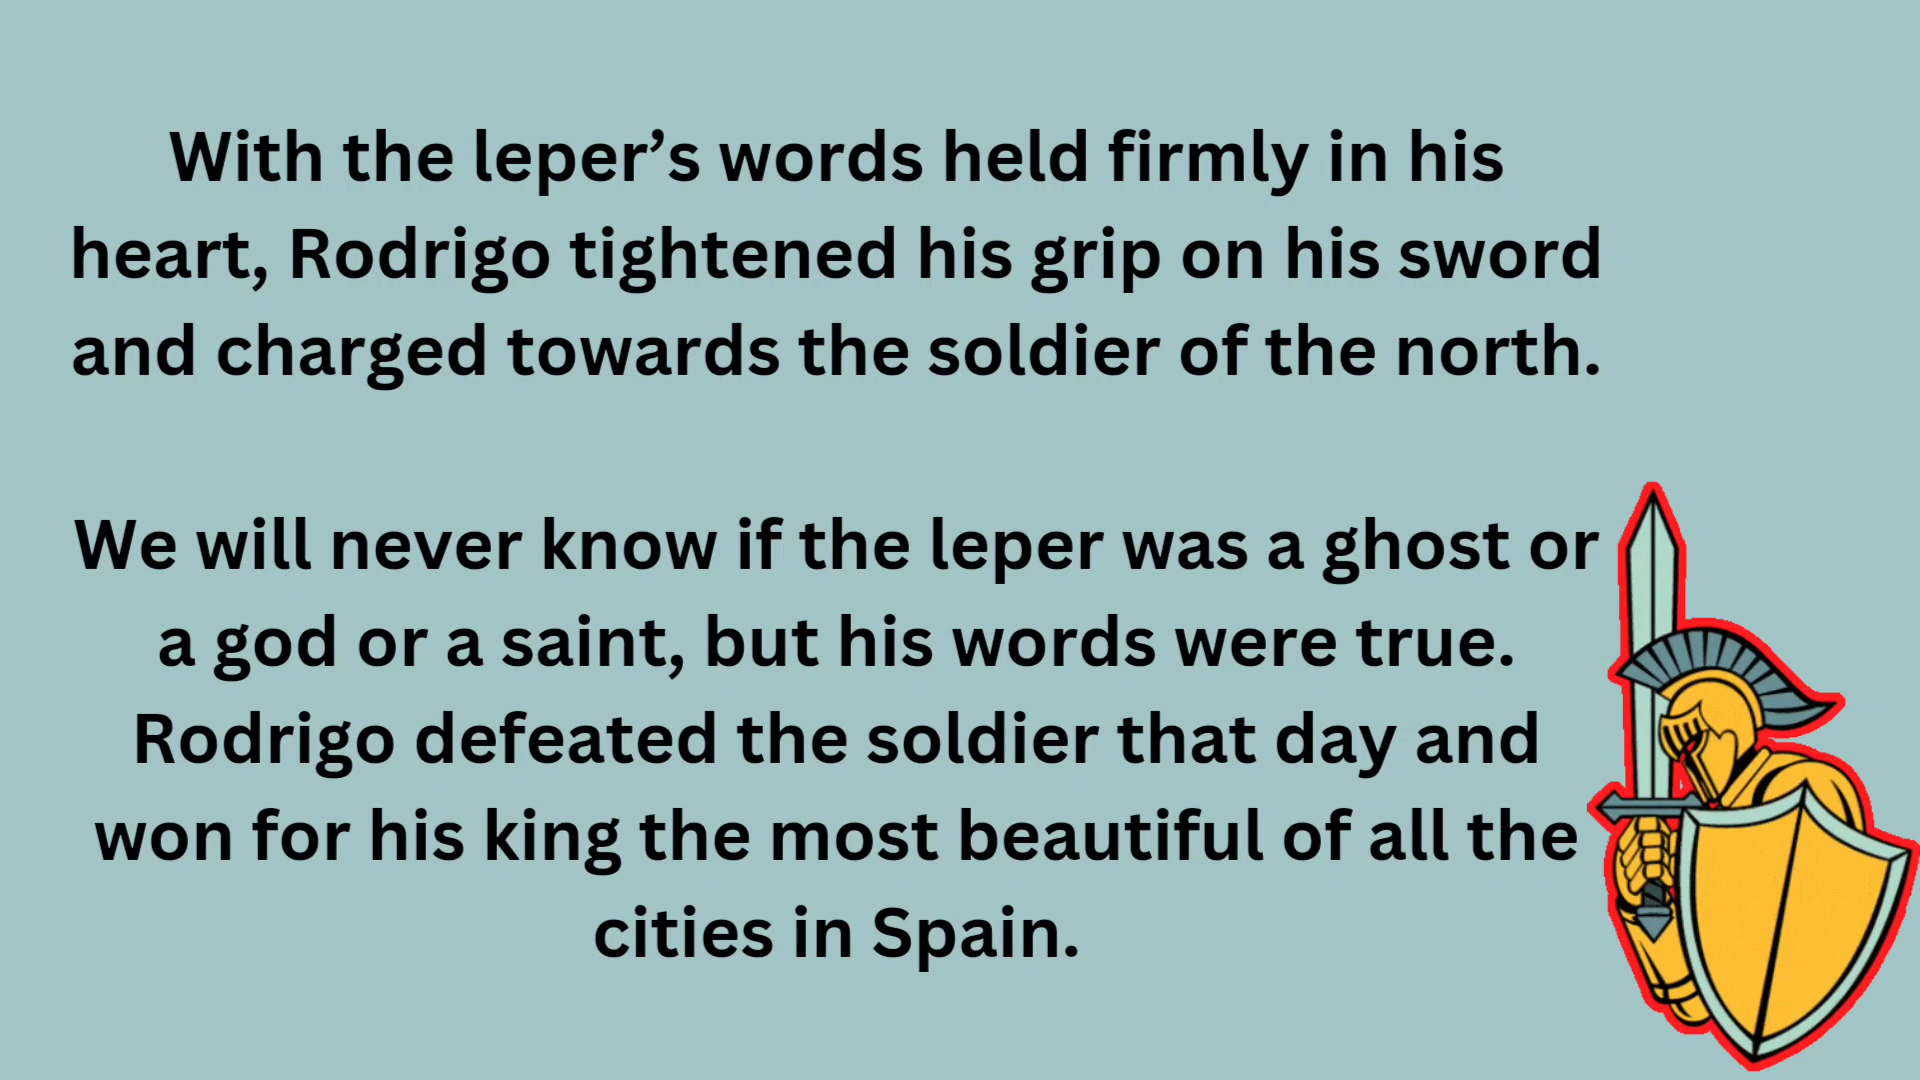 With the leper’s words held firmly in his
heart, Rodrigo tightened his grip on his sword
and charged towards the soldier of the north.
We will never know if the leper was a ghost or
a god or a saint, but his words were true.
Rodrigo defeated the soldier that day and
won for his king the most beautiful of all the
cities in Spain.